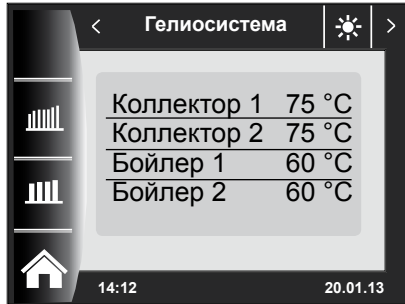 < Гелиосистема >
Коллектор 1 75 °C
Коллектор 2 75 °C
Бойлер 1 60 °C
Бойлер 2 60 °C
14:12 20.01.13